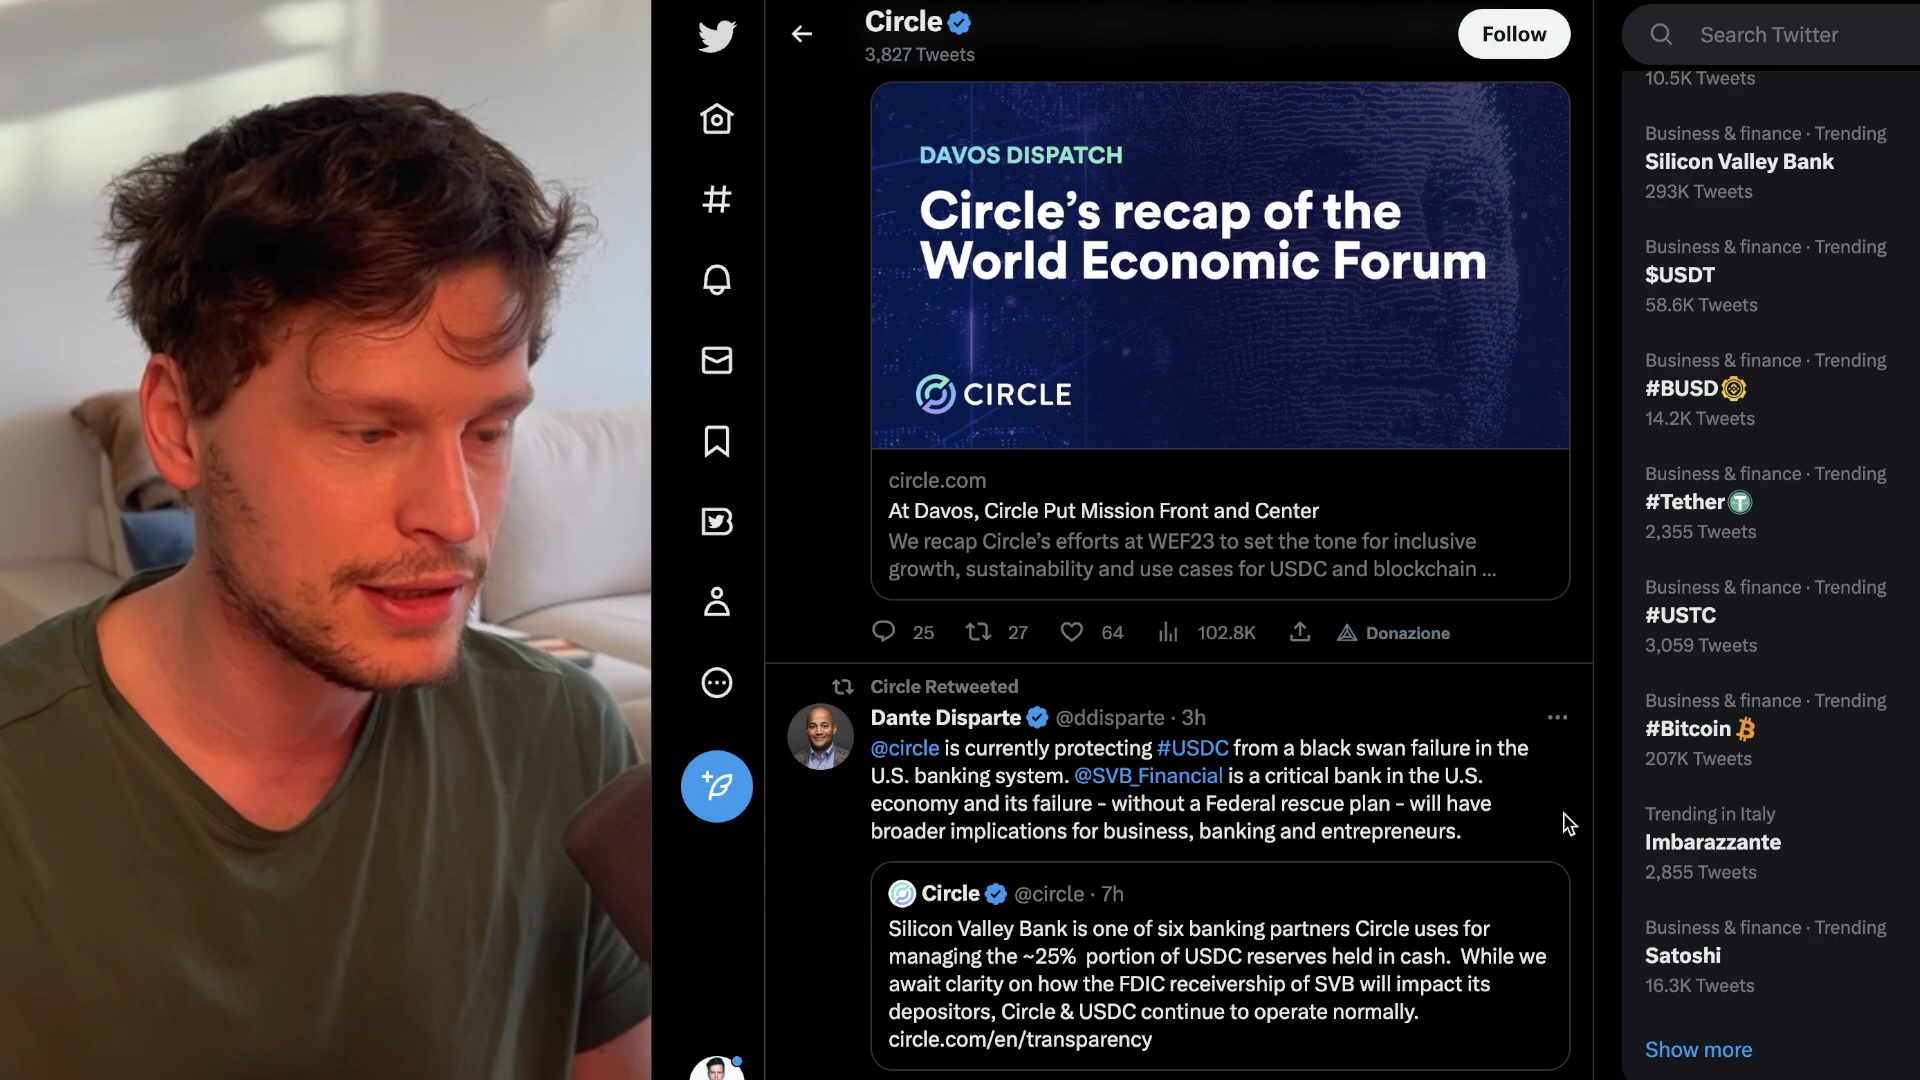 Circle
3,827 Tweets
Follow
DAVOS DISPATCH
Circle’s recap of the
World Economic Forum
CIRCLE
circle.com
At Davos, Circle Put Mission Front and Center
We recap Circle’s efforts at WEF23 to set the tone for inclusive
growth, sustainability and use cases for USDC and blockchain ...
25 27 64 102.8K Donazione
Circle Retweeted
Dante Disparte @ddisparte · 3h
@circle is currently protecting #USDC from a black swan failure in the
U.S. banking system. @SVB_Financial is a critical bank in the U.S.
economy and its failure - without a Federal rescue plan - will have
broader implications for business, banking and entrepreneurs.
Circle @circle · 7h
Silicon Valley Bank is one of six banking partners Circle uses for
managing the ~25% portion of USDC reserves held in cash. While we
await clarity on how the FDIC receivership of SVB will impact its
depositors, Circle & USDC continue to operate normally.
circle.com/en/transparency
Search Twitter
10.5K Tweets
Business & finance · Trending
Silicon Valley Bank
293K Tweets
Business & finance · Trending
$USDT
58.6K Tweets
Business & finance · Trending
#BUSD
14.2K Tweets
Business & finance · Trending
#Tether
2,355 Tweets
Business & finance · Trending
#USTC
3,059 Tweets
Business & finance · Trending
#Bitcoin
207K Tweets
Trending in Italy
Imbarazzante
2,855 Tweets
Business & finance · Trending
Satoshi
16.3K Tweets
Show more